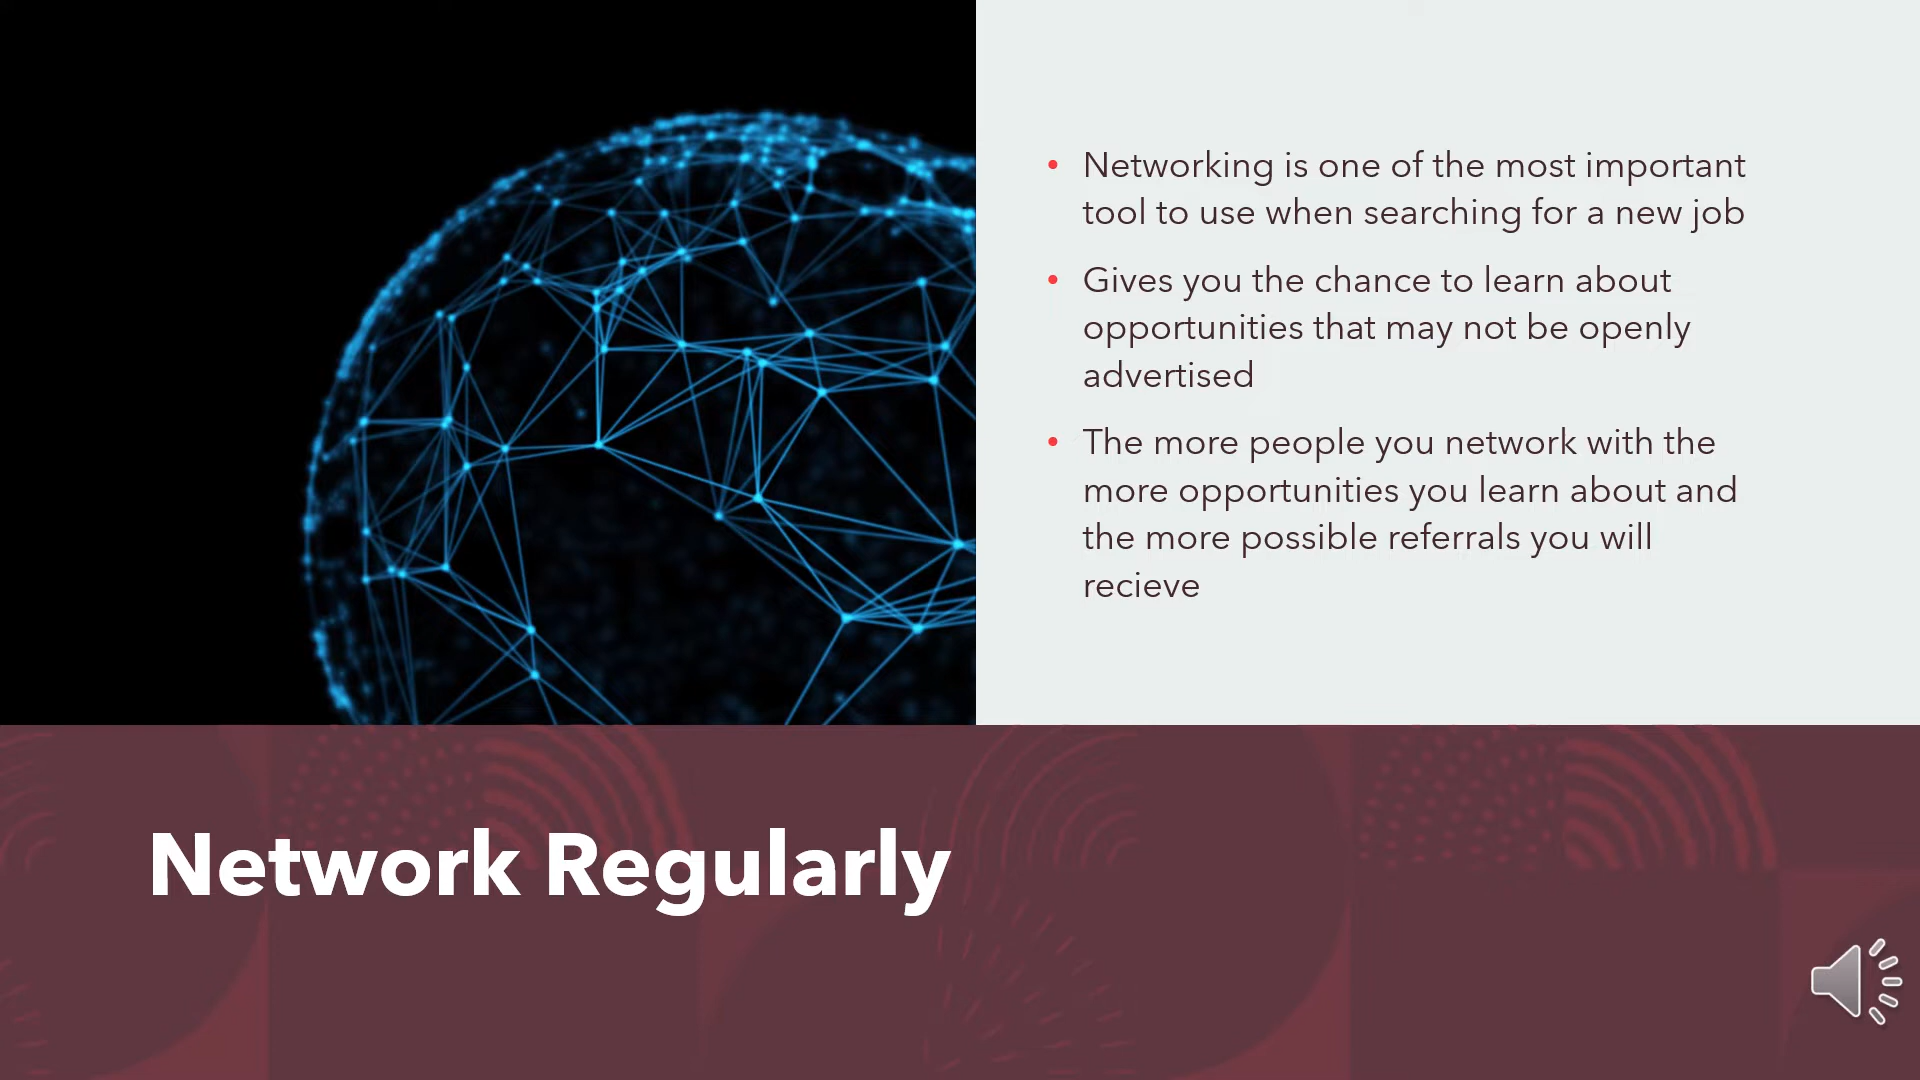 • Networking is one of the most important
tool to use when searching for a new job
• Gives you the chance to learn about
opportunities that may not be openly
advertised
• The more people you network with the
more opportunities you learn about and
the more possible referrals you will
recieve
Network Regularly